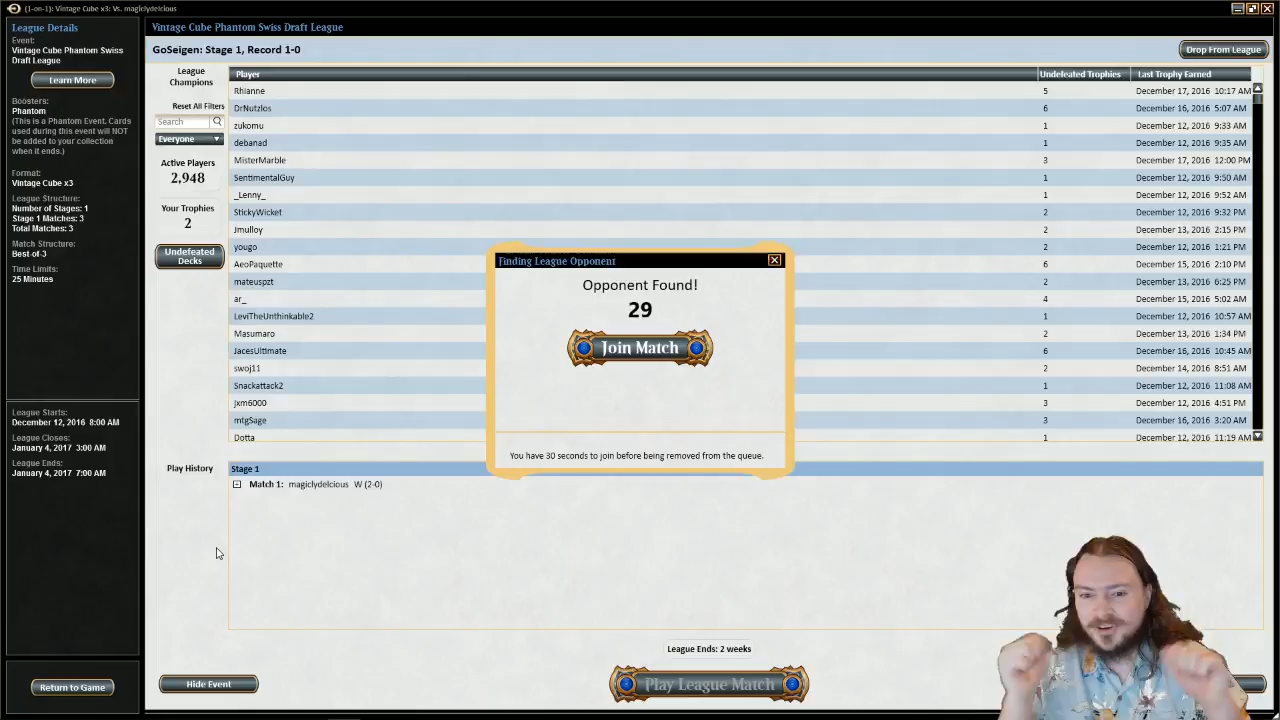 (1-on-1): Vintage Cube x3: Vs. magiclydelcious
League Details
Event:
Vintage Cube Phantom Swiss
Draft League
Learn More
Boosters:
Phantom
(This is a Phantom Event. Cards
used during this event will NOT
be added to your collection
when it ends.)
Format:
Vintage Cube x3
League Structure:
Number of Stages: 1
Stage 1 Matches: 3
Total Matches: 3
Match Structure:
Best of 3
Time Limits:
25 Minutes
League Starts:
December 12, 2016 8:00 AM
League Closes:
January 4, 2017 3:00 AM
League Ends:
January 4, 2017 7:00 AM
Return to Game
Vintage Cube Phantom Swiss Draft League
GoSeigen: Stage 1, Record 1-0
Drop From League
League
Champions
Reset All Filters
Search
Everyone
Active Players
2,948
Your Trophies
2
Undefeated
Decks
Player Undefeated Trophies Last Trophy Earned
Rhianne 5 December 17, 2016 10:17 AM
DrNutzlos 6 December 16, 2016 5:07 AM
zukomu 1 December 12, 2016 9:33 AM
debanad 1 December 12, 2016 9:35 AM
MisterMarble 3 December 17, 2016 12:00 PM
SentimentalGuy 1 December 12, 2016 9:50 AM
_Lenny_ 1 December 12, 2016 9:52 AM
StickyWicket 2 December 12, 2016 9:32 PM
Jmulloy 2 December 13, 2016 2:15 PM
yougo 2 December 12, 2016 1:21 PM
AeoPaquette 6 December 15, 2016 2:10 PM
mateuspzt 2 December 13, 2016 6:25 PM
ar_ 4 December 15, 2016 5:02 AM
LeviTheUnthinkable2 1 December 12, 2016 10:57 AM
Masumaro 2 December 13, 2016 1:34 PM
JacesUltimate 6 December 16, 2016 10:45 AM
swoj11 2 December 14, 2016 8:51 AM
Snackattack2 1 December 12, 2016 11:08 AM
Jxm6000 3 December 12, 2016 4:51 PM
mtgSage 3 December 16, 2016 3:20 AM
Dotta 1 December 12, 2016 11:19 AM
Finding League Opponent
Opponent Found!
29
Join Match
You have 30 seconds to join before being removed from the queue.
Play History
Stage 1
Match 1: magiclydelcious W (2-0)
League Ends: 2 weeks
Hide Event
Play League Match